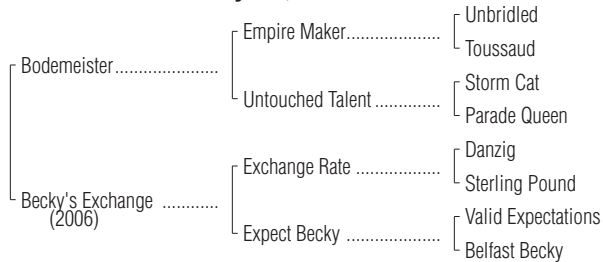 Unbridled
Empire Maker...................
Toussaud
Bodemeister......................
Storm Cat
Untouched Talent ...............
Parade Queen
Danzig
Exchange Rate ..................
Sterling Pound
Becky's Exchange ............
(2006)
Valid Expectations
Expect Becky ....................
Belfast Becky